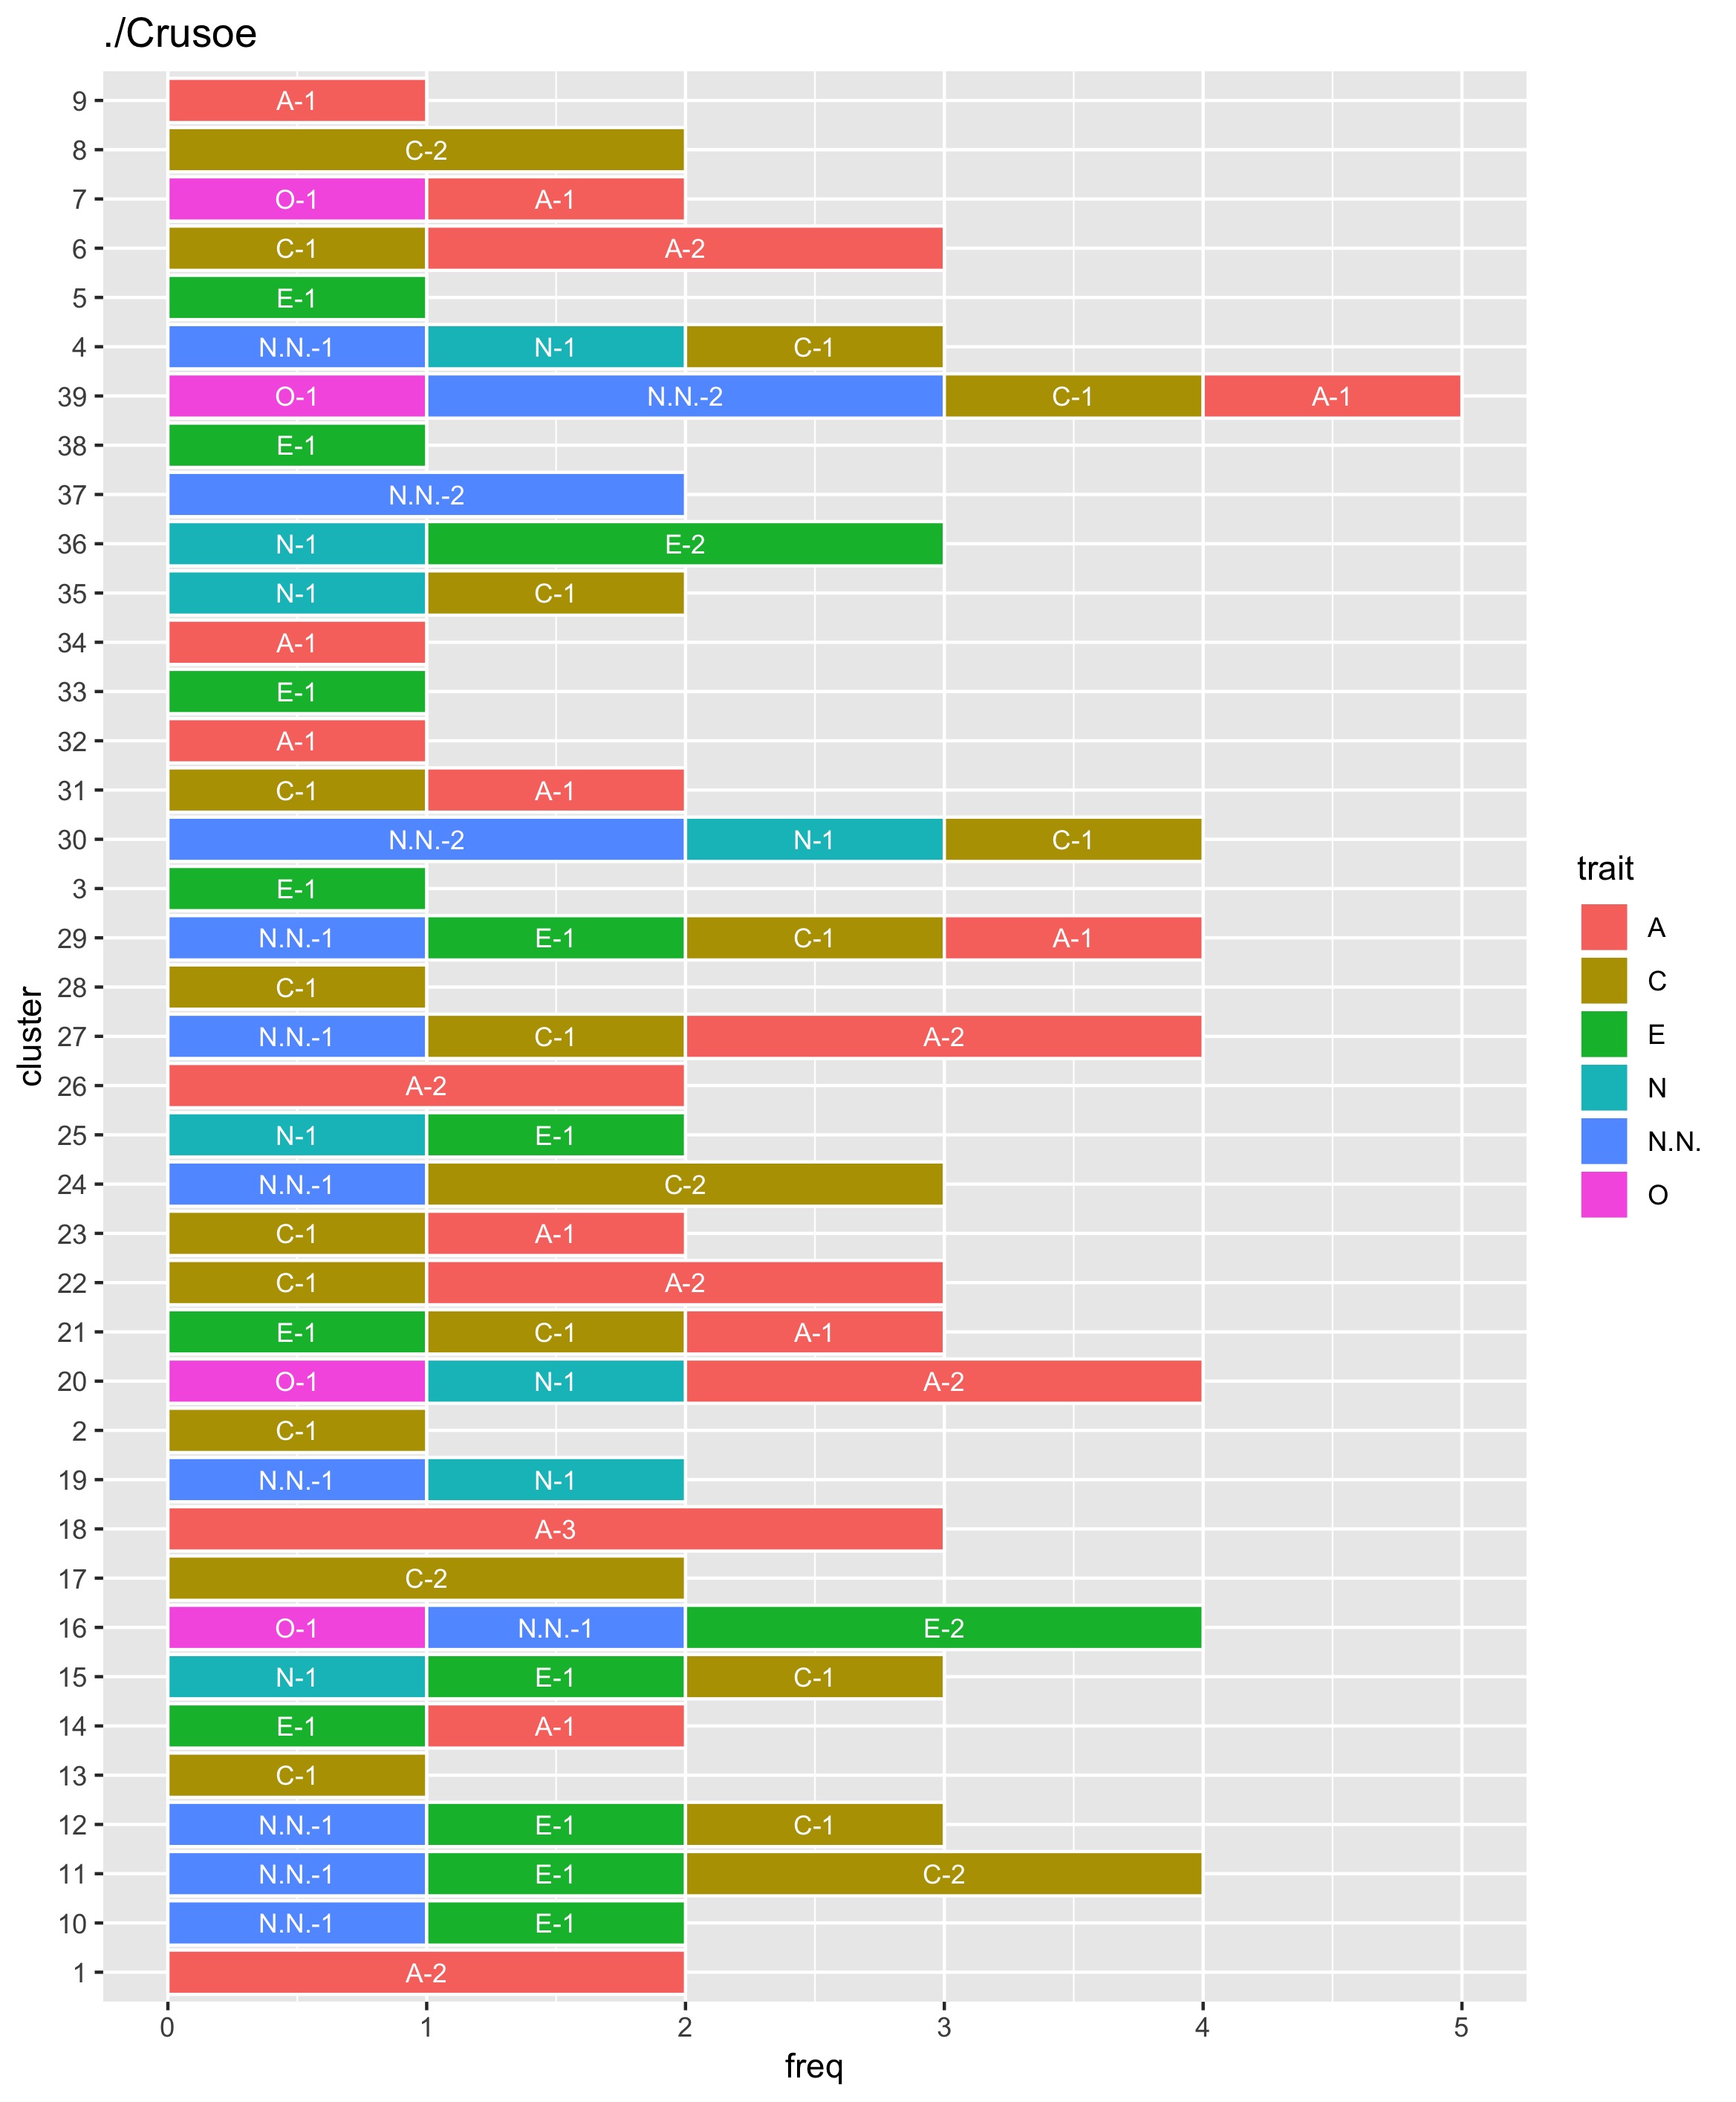 ./Crusoe
9 A-1
8 C-2
7 O-1 A-1
6 C-1 A-2
5 E-1
4 N.N.-1 N-1 C-1
39 O-1 N.N.-2 C-1 A-1
38 E-1
37 N.N.-2
36 N-1 E-2
35 N-1 C-1
34 A-1
33 E-1
32 A-1
31 C-1 A-1
30 N.N.-2 N-1 C-1
3 E-1
29 N.N.-1 E-1 C-1 A-1
28 C-1
27 N.N.-1 C-1 A-2
26 A-2
25 N-1 E-1
24 N.N.-1 C-2
23 C-1 A-1
22 C-1 A-2
21 E-1 C-1 A-1
20 O-1 N-1 A-2
2 C-1
19 N.N.-1 N-1
18 A-3
17 C-2
16 O-1 N.N.-1 E-2
15 N-1 E-1 C-1
14 E-1 A-1
13 C-1
12 N.N.-1 E-1 C-1
11 N.N.-1 E-1 C-2
10 N.N.-1 E-1
1 A-2
0 1 2 3 4 5
freq
cluster
trait
A
C
E
N
N.N.
O